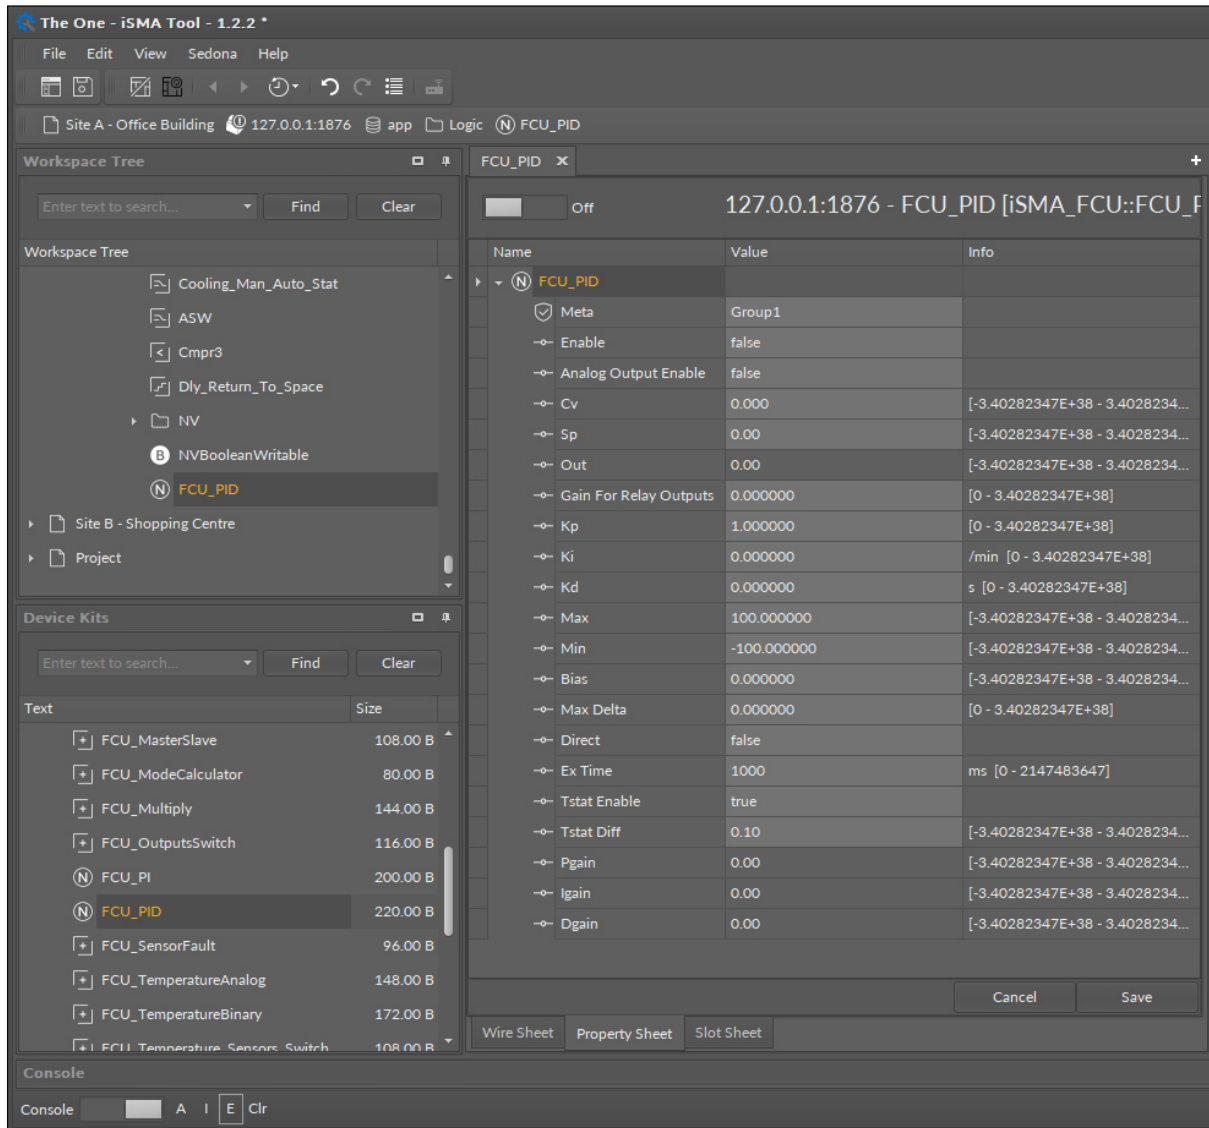 The One - iSMA Tool - 1.2.2 *
File Edit View Sedona Help
Site A - Office Building 127.0.0.1:1876 app Logic N FCU_PID
Workspace Tree
Enter text to search... Find Clear
Workspace Tree
Cooling_Man_Auto_Stat
ASW
Cmpr3
Dly_Return_To_Space
NV
B NVBooleanWritable
N FCU_PID
Site B - Shopping Centre
Project
Device Kits
Enter text to search... Find Clear
Text Size
FCU_MasterSlave 108.00 B
FCU_ModeCalculator 80.00 B
FCU_Multiply 144.00 B
FCU_OutputsSwitch 116.00 B
N FCU_PI 200.00 B
N FCU_PID 220.00 B
FCU_SensorFault 96.00 B
FCU_TemperatureAnalog 148.00 B
FCU_TemperatureBinary 172.00 B
FCU_Temperature_Sensors_Switch 108.00 B
FCU_PID
Off 127.0.0.1:1876 - FCU_PID [iSMA_FCU::FCU_P
Name Value Info
N FCU_PID
Meta Group1
Enable false
Analog Output Enable false
Cv 0.000 [-3.40282347E+38 - 3.4028234...
Sp 0.00 [-3.40282347E+38 - 3.4028234...
Out 0.00 [-3.40282347E+38 - 3.4028234...
Gain For Relay Outputs 0.000000 [0 - 3.40282347E+38]
Kp 1.000000 [0 - 3.40282347E+38]
Ki 0.000000 /min [0 - 3.40282347E+38]
Kd 0.000000 s [0 - 3.40282347E+38]
Max 100.000000 [-3.40282347E+38 - 3.4028234...
Min -100.000000 [-3.40282347E+38 - 3.4028234...
Bias 0.000000 [-3.40282347E+38 - 3.4028234...
Max Delta 0.000000 [0 - 3.40282347E+38]
Direct false
Ex Time 1000 ms [0 - 2147483647]
Tstat Enable true
Tstat Diff 0.10 [-3.40282347E+38 - 3.4028234...
Pgain 0.00 [-3.40282347E+38 - 3.4028234...
Igain 0.00 [-3.40282347E+38 - 3.4028234...
Dgain 0.00 [-3.40282347E+38 - 3.4028234...
Cancel Save
Wire Sheet Property Sheet Slot Sheet
Console
Console A I E Clr